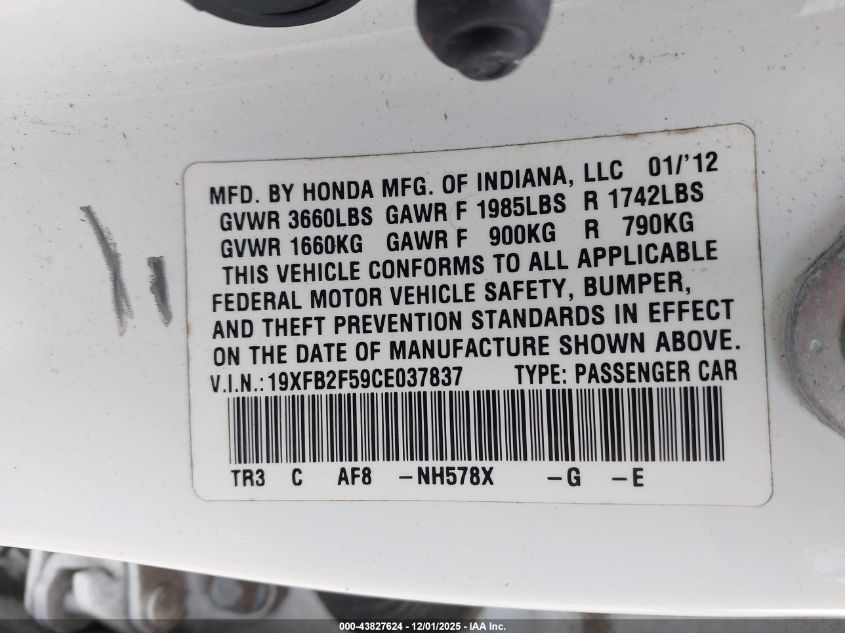 MFD. BY HONDA MFG. OF INDIANA, LLC 01/'12
GVWR 3660LBS GAWR F 1985LBS R 1742LBS
GVWR 1660KG GAWR F 900KG R 790KG
THIS VEHICLE CONFORMS TO ALL APPLICABLE
FEDERAL MOTOR VEHICLE SAFETY, BUMPER,
AND THEFT PREVENTION STANDARDS IN EFFECT
ON THE DATE OF MANUFACTURE SHOWN ABOVE.
V.I.N.:19XFB2F59CE037837 TYPE: PASSENGER CAR
TR3 C AF8 -NH578X -G -E
000-43827624 - 12/01/2025 - IAA Inc.